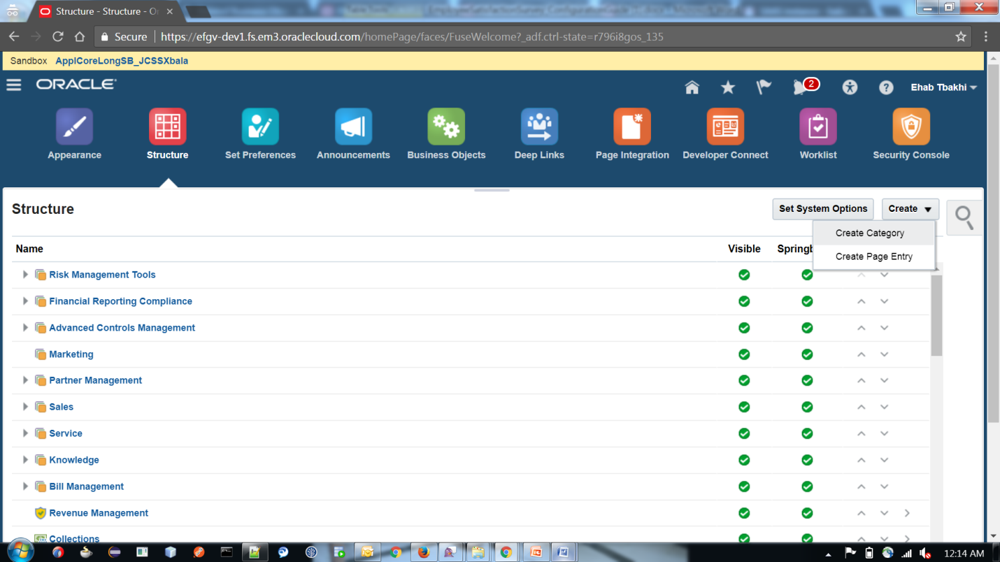 Structure - Structure - Or
Secure https://efgv-dev1.fs.em3.oraclecloud.com/homePage/faces/FuseWelcome?_adf.ctrl-state=r796i8gos_135
Sandbox ApplCoreLongSB_JCSSXbala
ORACLE
2
Ehab Tbakhi
Appearance Structure Set Preferences Announcements Business Objects Deep Links Page Integration Developer Connect Worklist Security Console
Structure
Set System Options Create
Create Category
Create Page Entry
Name Visible Springb
Risk Management Tools
Financial Reporting Compliance
Advanced Controls Management
Marketing
Partner Management
Sales
Service
Knowledge
Bill Management
Revenue Management
Collections
12:14 AM